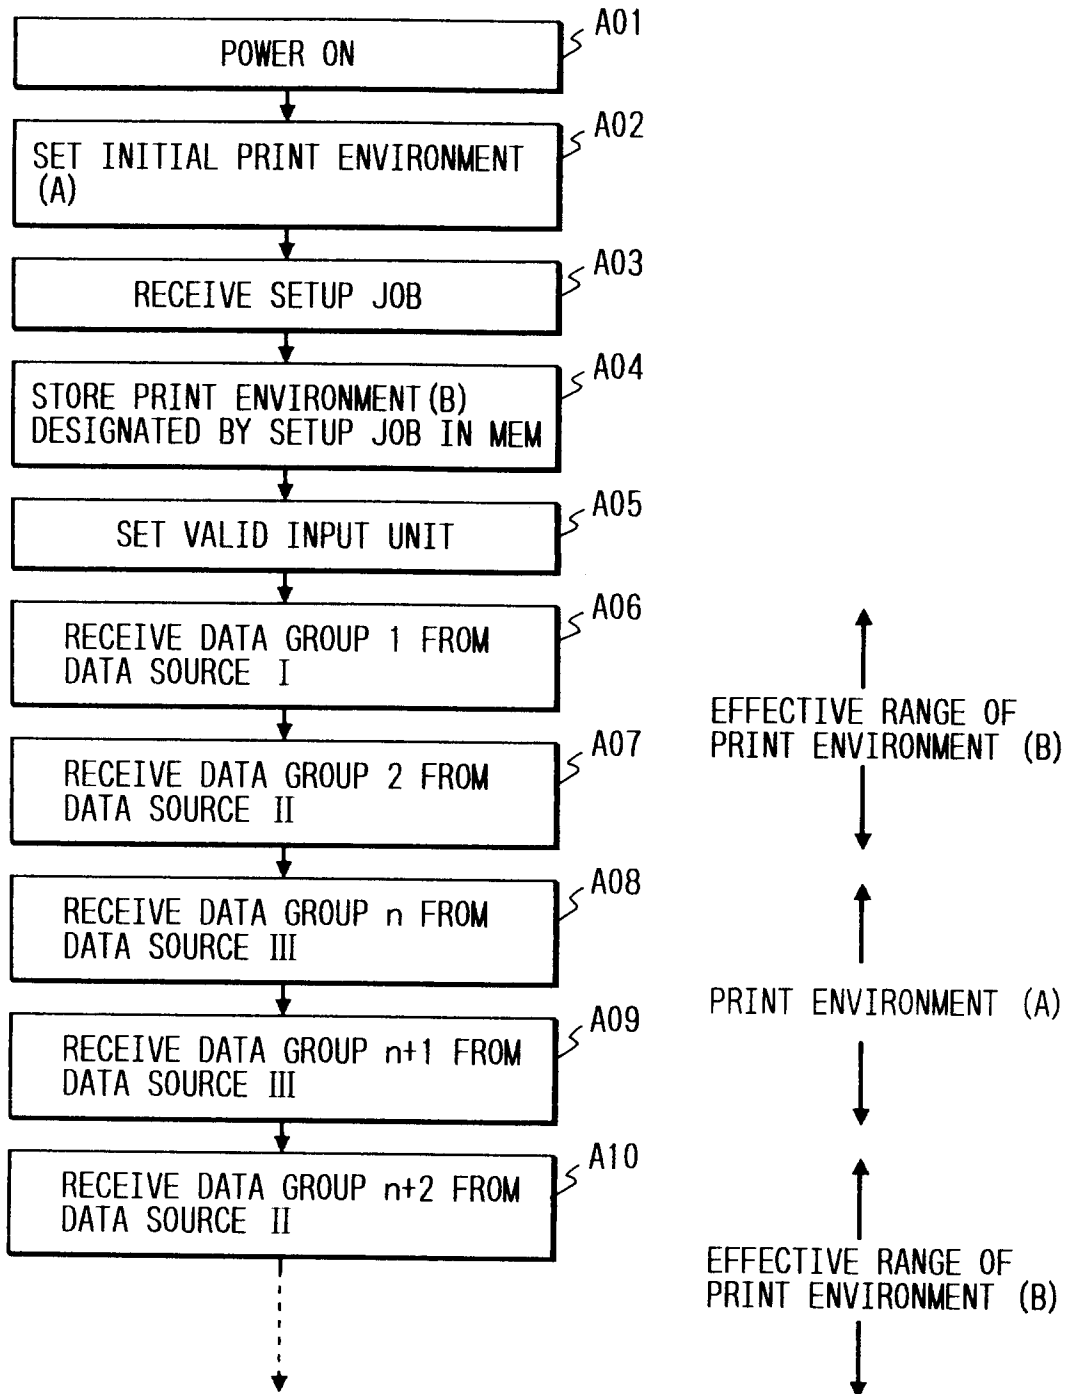 A01
POWER ON
A02
SET INITIAL PRINT ENVIRONMENT
(A)
A03
RECEIVE SETUP JOB
A04
STORE PRINT ENVIRONMENT (B)
DESIGNATED BY SETUP JOB IN MEM
A05
SET VALID INPUT UNIT
A06
RECEIVE DATA GROUP 1 FROM
DATA SOURCE I
A07
RECEIVE DATA GROUP 2 FROM
DATA SOURCE II
A08
RECEIVE DATA GROUP n FROM
DATA SOURCE III
A09
RECEIVE DATA GROUP n+1 FROM
DATA SOURCE III
A10
RECEIVE DATA GROUP n+2 FROM
DATA SOURCE II
EFFECTIVE RANGE OF
PRINT ENVIRONMENT (B)
PRINT ENVIRONMENT (A)
EFFECTIVE RANGE OF
PRINT ENVIRONMENT (B)